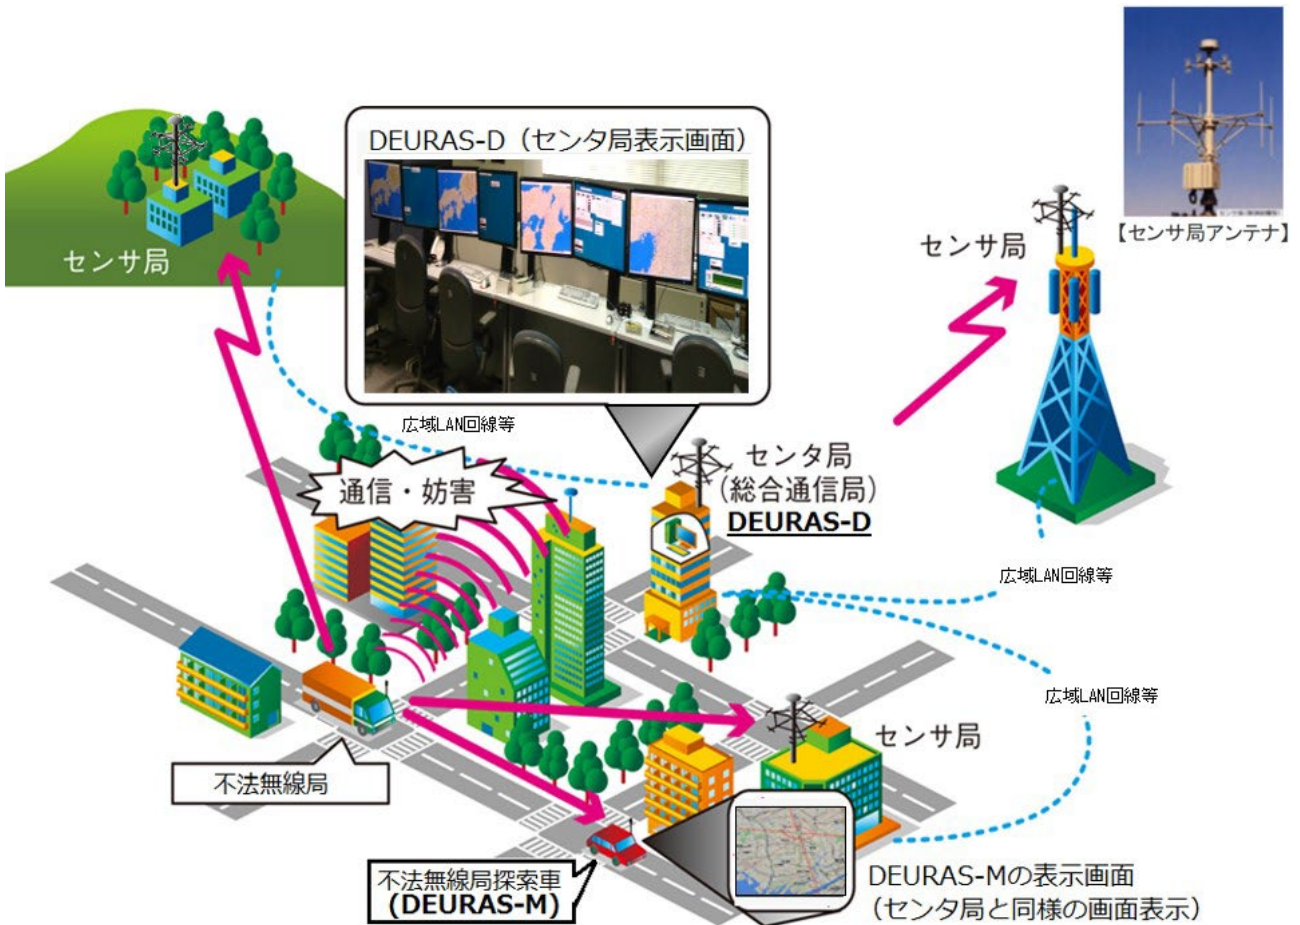 DEURAS-D（センタ局表示画面）
【センサ局アンテナ】
センサ局
センサ局
広域LAN回線等
通信・妨害
センタ局
（総合通信局）
DEURAS-D
広域LAN回線等
広域LAN回線等
センサ局
不法無線局
不法無線局探索車
(DEURAS-M)
DEURAS-Mの表示画面
（センタ局と同様の画面表示）